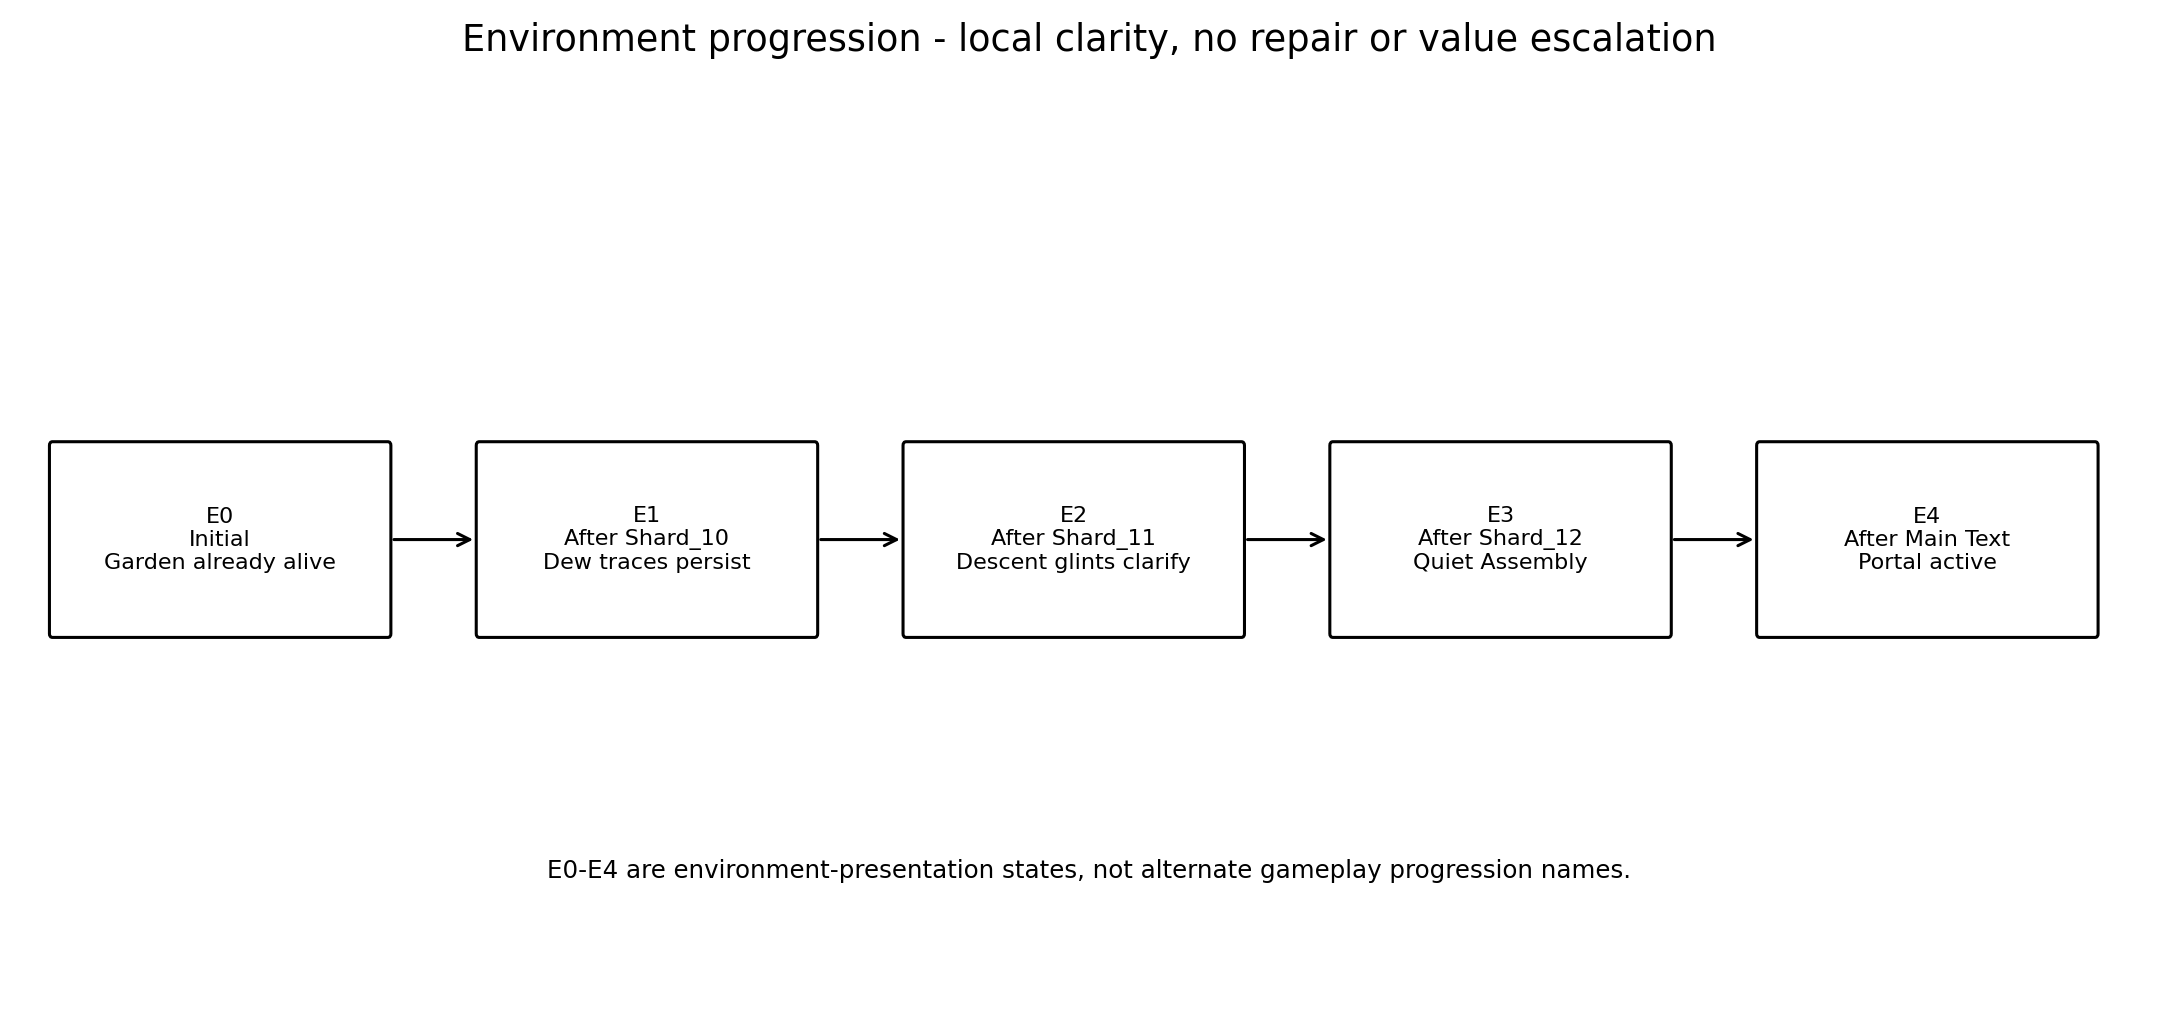 Environment progression - local clarity, no repair or value escalation
E0
Initial
Garden already alive
E1
After Shard_10
Dew traces persist
E2
After Shard_11
Descent glints clarify
E3
After Shard_12
Quiet Assembly
E4
After Main Text
Portal active
E0-E4 are environment-presentation states, not alternate gameplay progression names.